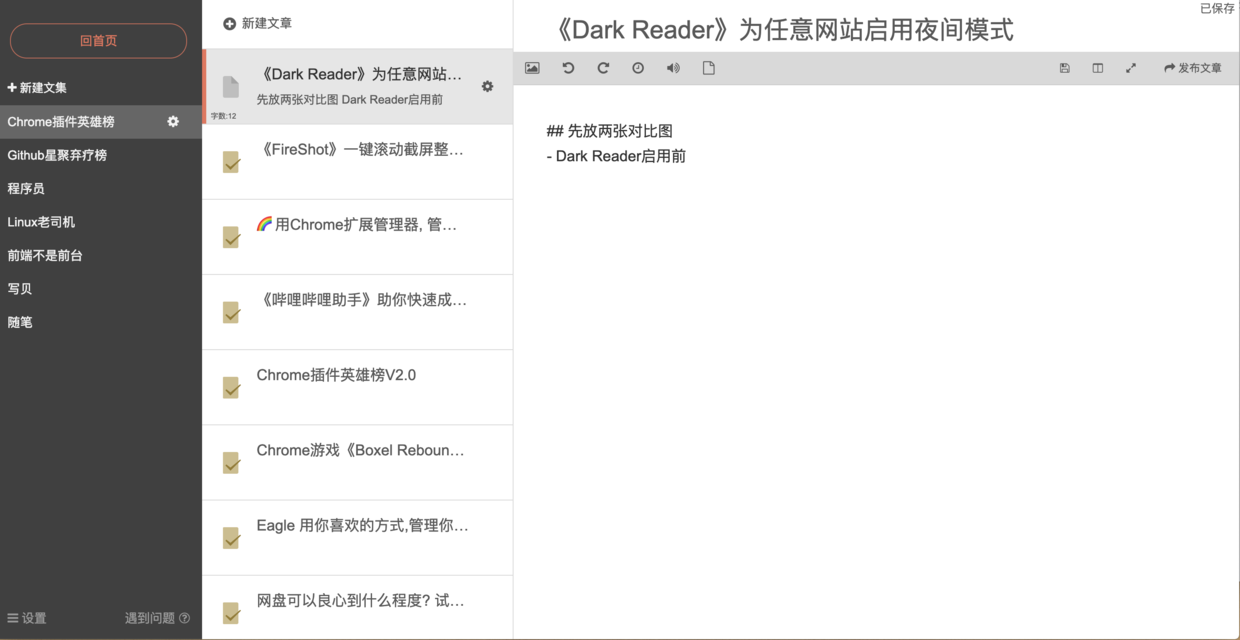 回首页
新建文集
Chrome插件英雄榜
Github星聚弃疗榜
程序员
Linux老司机
前端不是前台
写贝
随笔
设置
遇到问题
新建文章
《Dark Reader》为任意网站...
先放两张对比图 Dark Reader启用前
字数:12
《FireShot》一键滚动截屏整...
🌈 用Chrome扩展管理器, 管...
《哔哩哔哩助手》助你快速成...
Chrome插件英雄榜V2.0
Chrome游戏《Boxel Reboun...
Eagle 用你喜欢的方式,管理你...
网盘可以良心到什么程度? 试...
已保存
《Dark Reader》为任意网站启用夜间模式
发布文章
## 先放两张对比图
- Dark Reader启用前